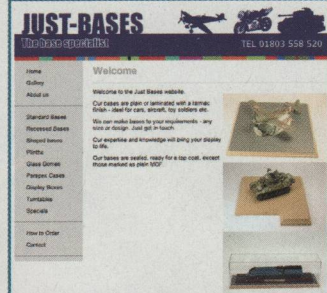 JUST-BASES
The base specialist
TEL 01803 558 520
Home
Gallery
About us
Standard Bases
Recessed Bases
Shaped bases
Plinths
Glass Domes
Perspex Cases
Display Boxes
Turntables
Specials
How to Order
Contact
Welcome
Welcome to the Just Bases website.
Our bases are plain or laminated with a tarmac
finish - ideal for cars, aircraft, toy soldiers etc.
We can make bases to your requirements - any
size or design. Just get in touch.
Our expertise and knowledge will bring your display
to life.
Our bases are sealed, ready for a top coat, except
those marked as plain MDF.